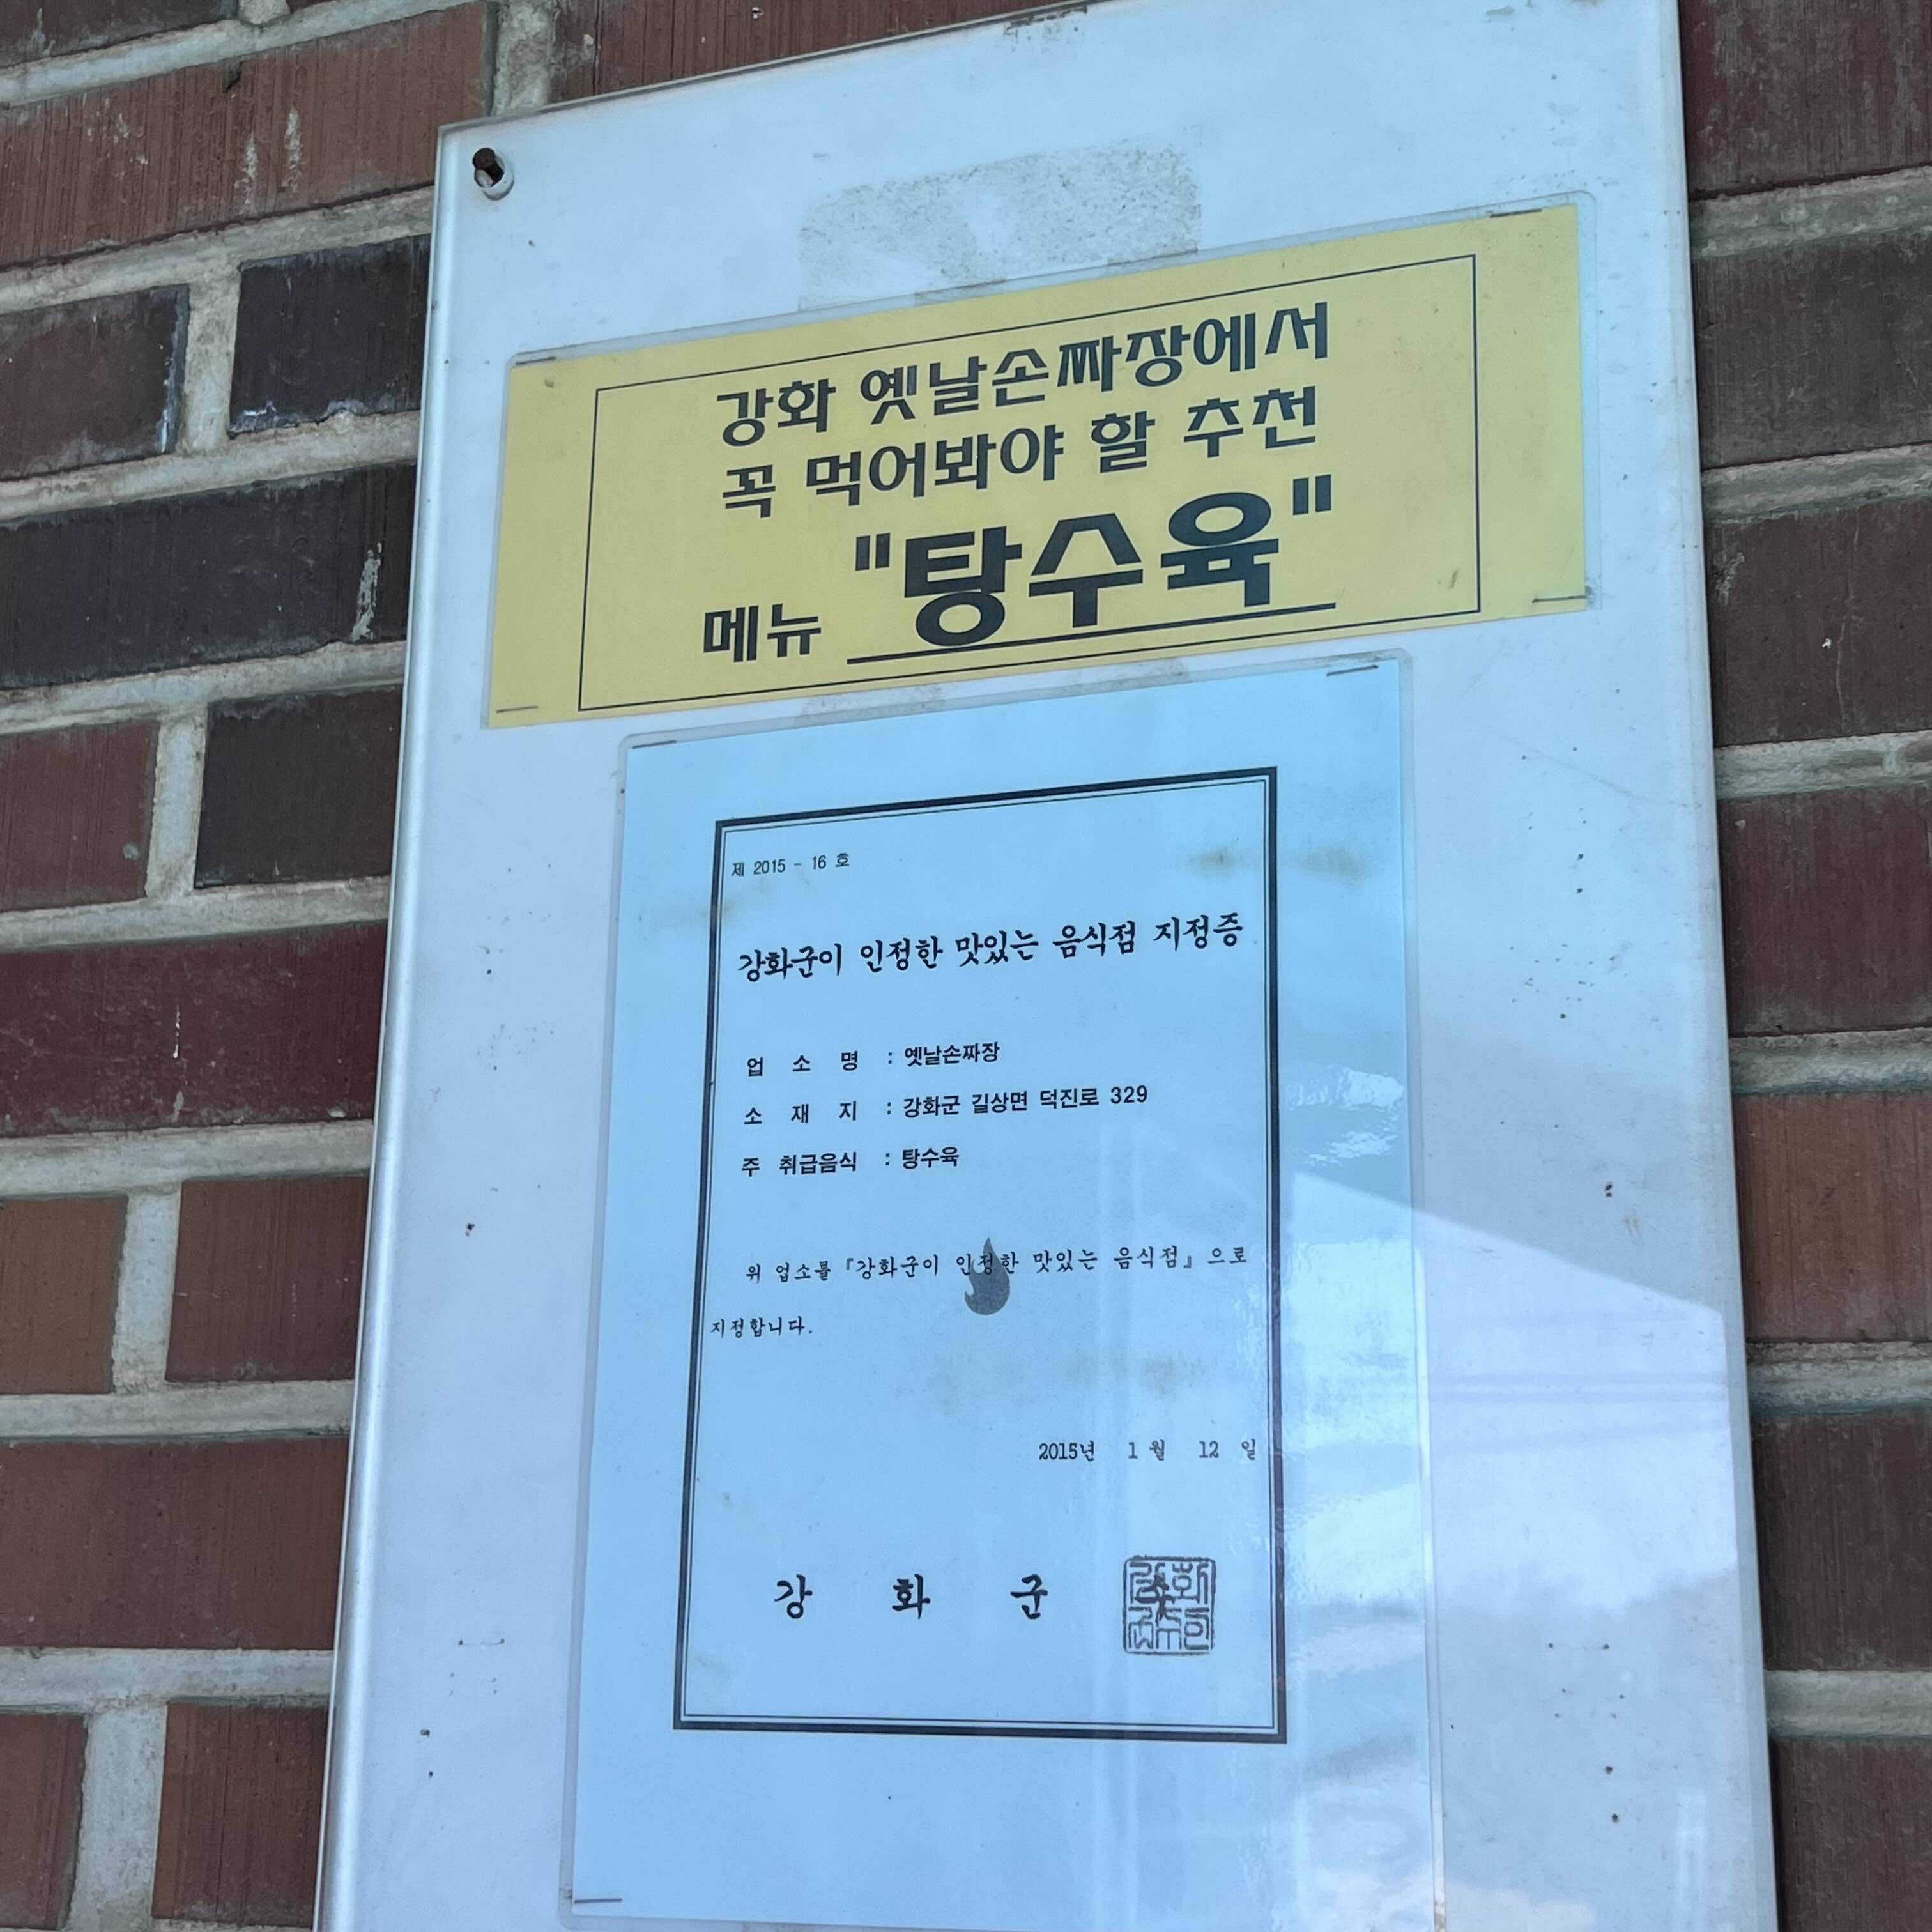 강화 옛날손짜장에서
꼭 먹어봐야 할 추천
메뉴 "탕수육"
제 2015 - 16 호
강화군이 인정한 맛있는 음식점 지정증
업 소 명 : 옛날손짜장
소 재 지 : 강화군 길상면 덕진로 329
주 취급음식 : 탕수육
위 업소를 『강화군이 인정한 맛있는 음식점』으로
지정합니다.
2015년 1월 12 일
강 화 군